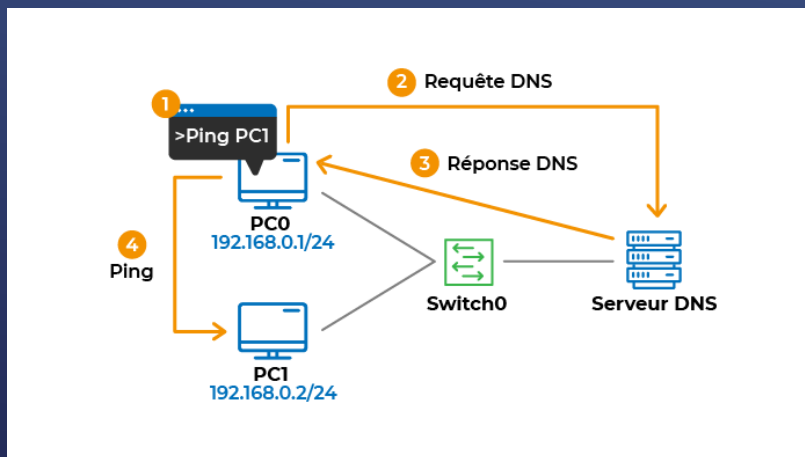 2 Requête DNS
1
>Ping PC1
3 Réponse DNS
PC0
192.168.0.1/24
4
Ping
Switch0
Serveur DNS
PC1
192.168.0.2/24